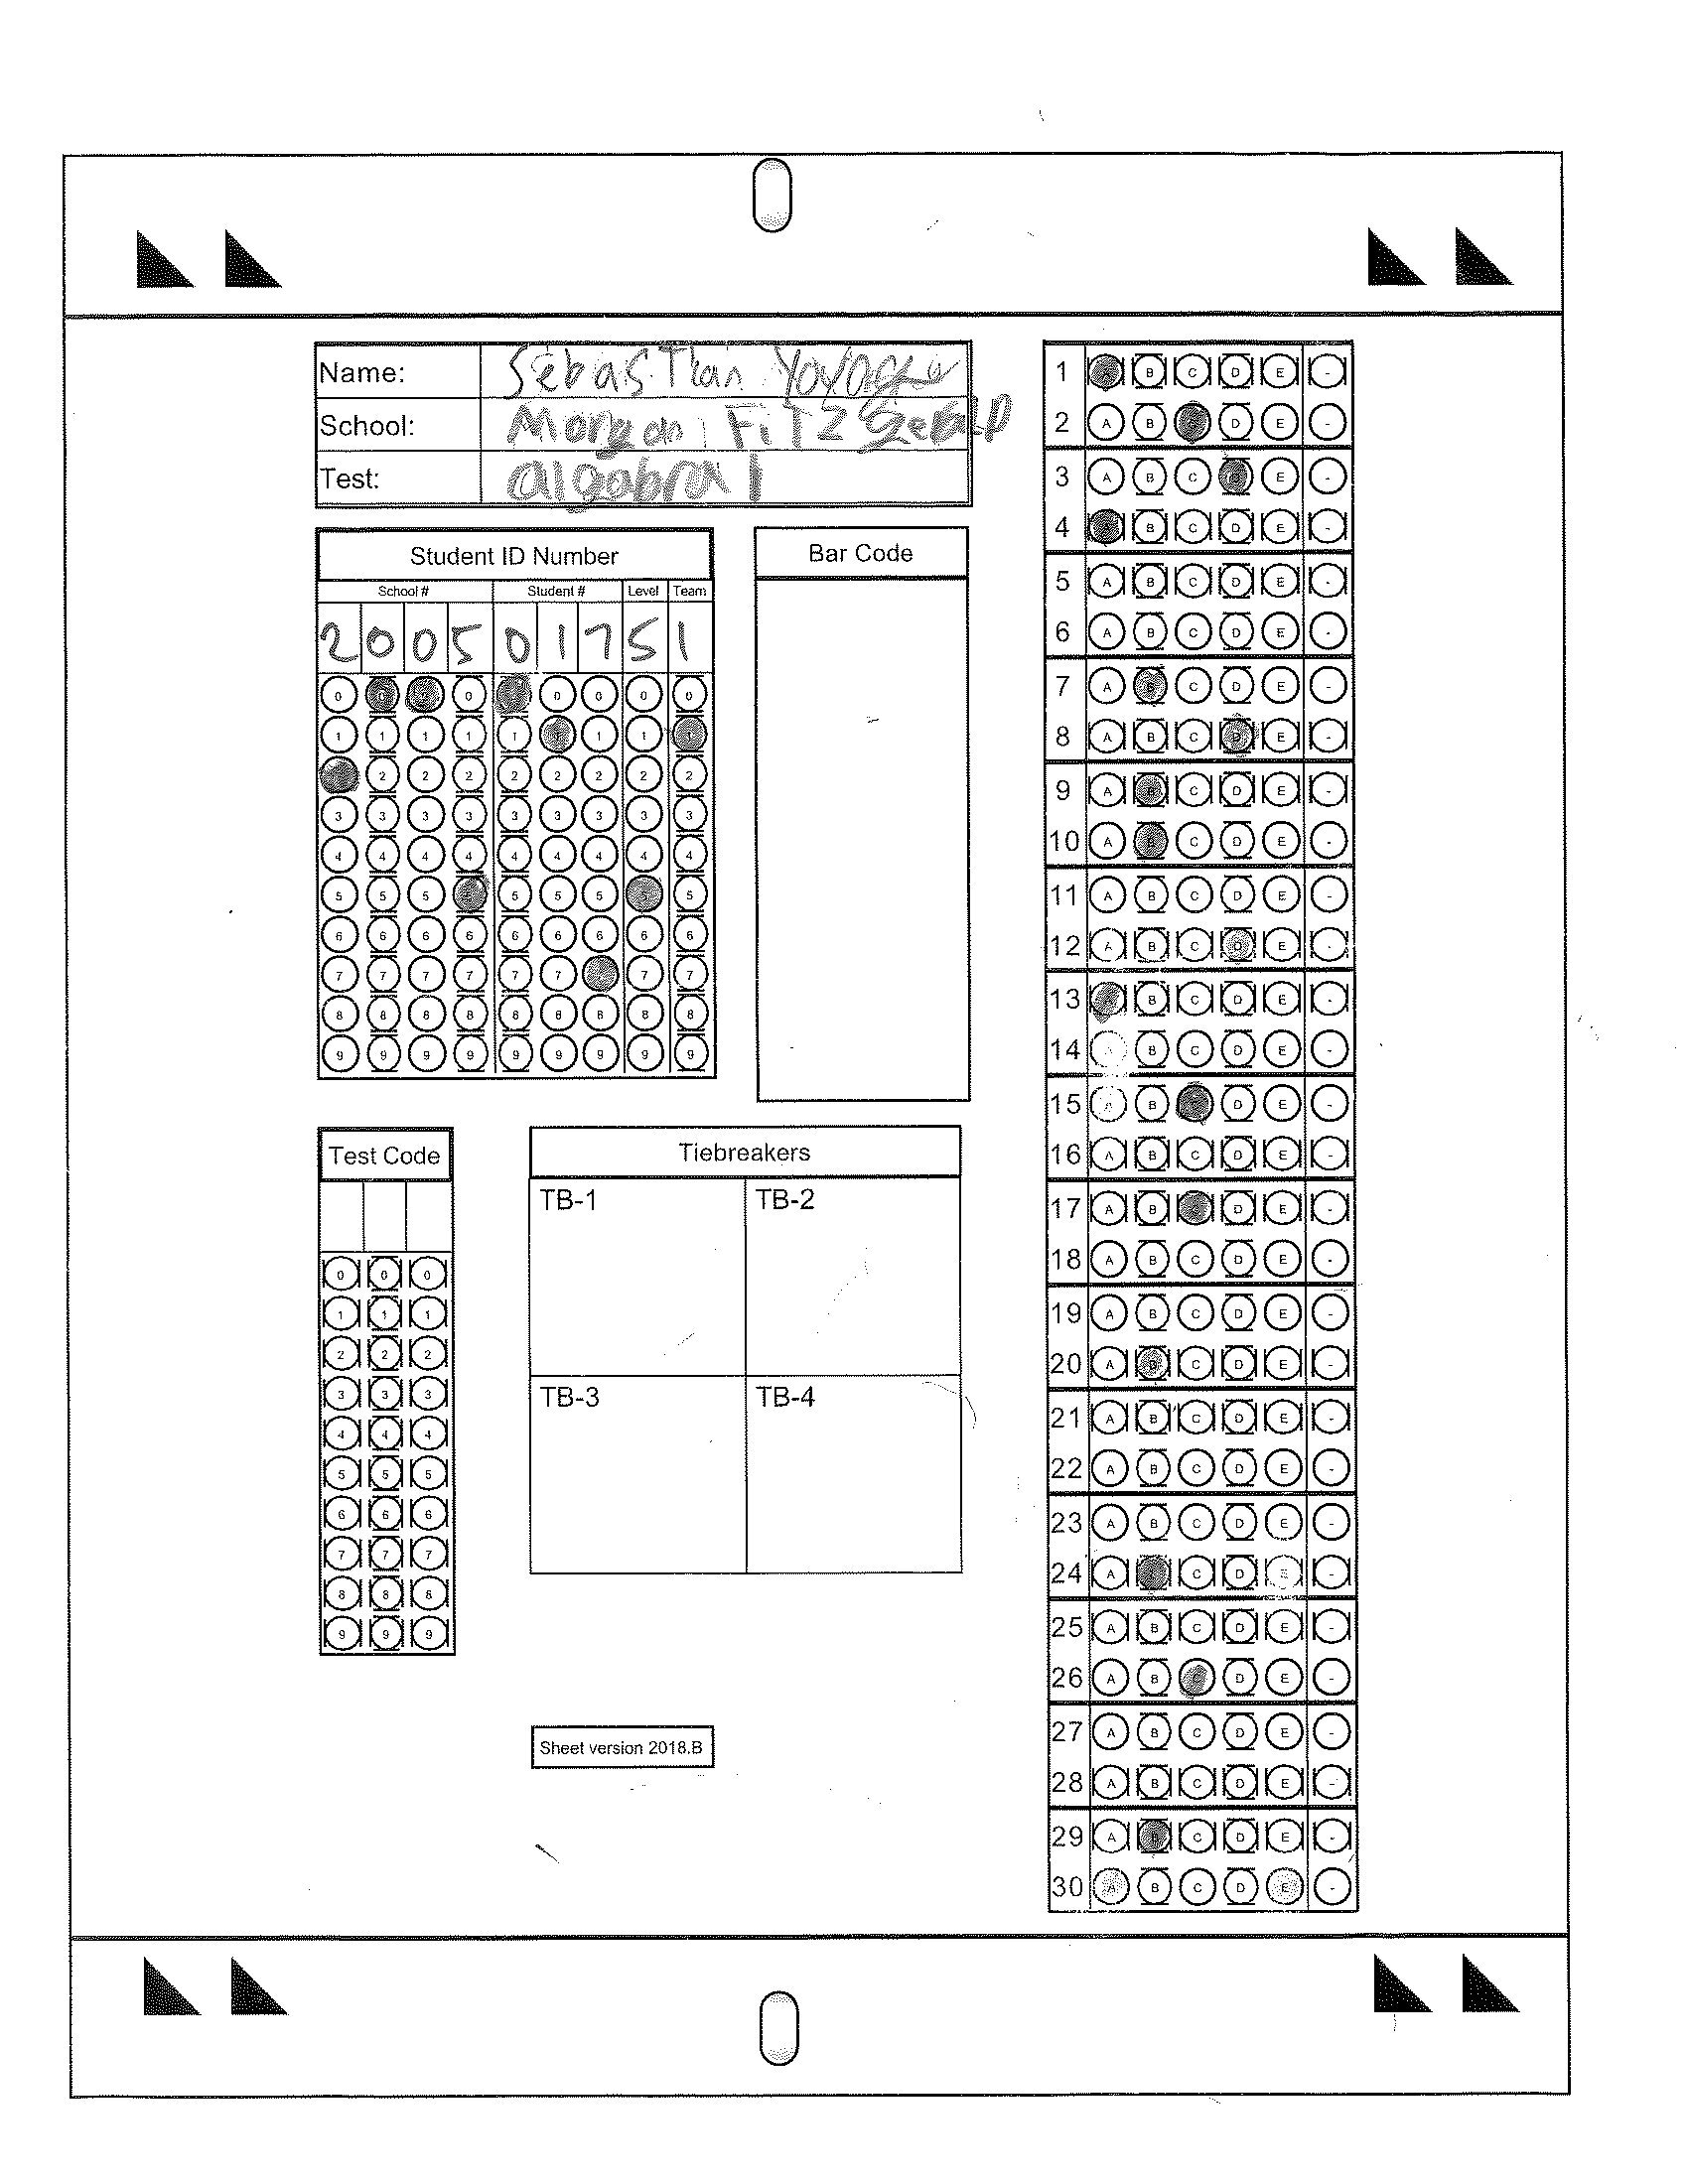 Name: Sebastian
School: Morgan FiTZ GeralD
Test: algabra 1
Student ID Number
School # Student # Level Team
2 0 0 5 0 1 7 5 1
0 0 0 0 0 0 0 0 0
1 1 1 1 1 1 1 1 1
2 2 2 2 2 2 2 2
3 3 3 3 3 3 3 3 3
4 4 4 4 4 4 4 4 4
5 5 5 5 5 5 5 5 5
6 6 6 6 6 6 6 6 6
7 7 7 7 7 7 7 7
8 8 8 8 8 8 8 8 8
9 9 9 9 9 9 9 9 9
Bar Code
Test Code
0 0 0
1 1 1
2 2 2
3 3 3
4 4 4
5 5 5
6 6 6
7 7 7
8 8 8
9 9 9
Tiebreakers
TB-1 TB-2
TB-3 TB-4
Sheet version 2018.B
1 A B C D E -
2 A B C D E -
3 A B C D E -
4 A B C D E -
5 A B C D E -
6 A B C D E -
7 A B C D E -
8 A B C D E -
9 A B C D E -
10 A B C D E -
11 A B C D E -
12 A B C D E -
13 A B C D E -
14 A B C D E -
15 A B C D E -
16 A B C D E -
17 A B C D E -
18 A B C D E -
19 A B C D E -
20 A B C D E -
21 A B C D E -
22 A B C D E -
23 A B C D E -
24 A B C D E -
25 A B C D E -
26 A B C D E -
27 A B C D E -
28 A B C D E -
29 A B C D E -
30 A B C D E -